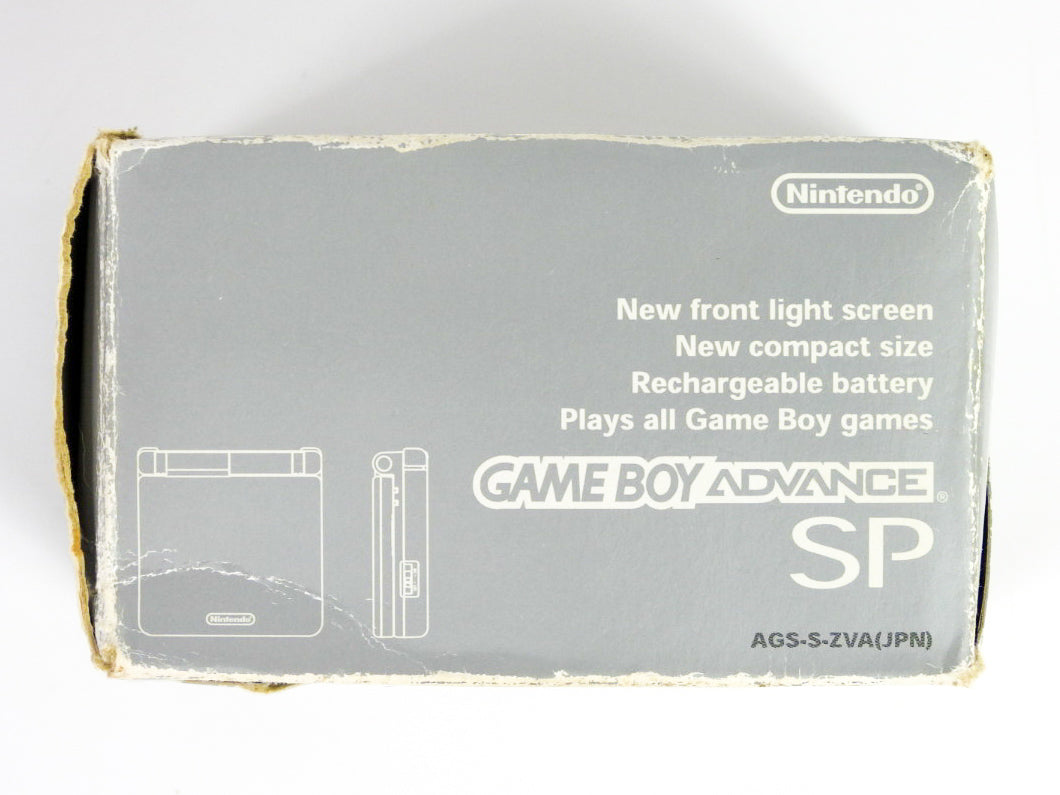 Nintendo®
New front light screen
New compact size
Rechargeable battery
Plays all Game Boy games
GAME BOY ADVANCE®
SP
Nintendo
AGS-S-ZVA(JPN)